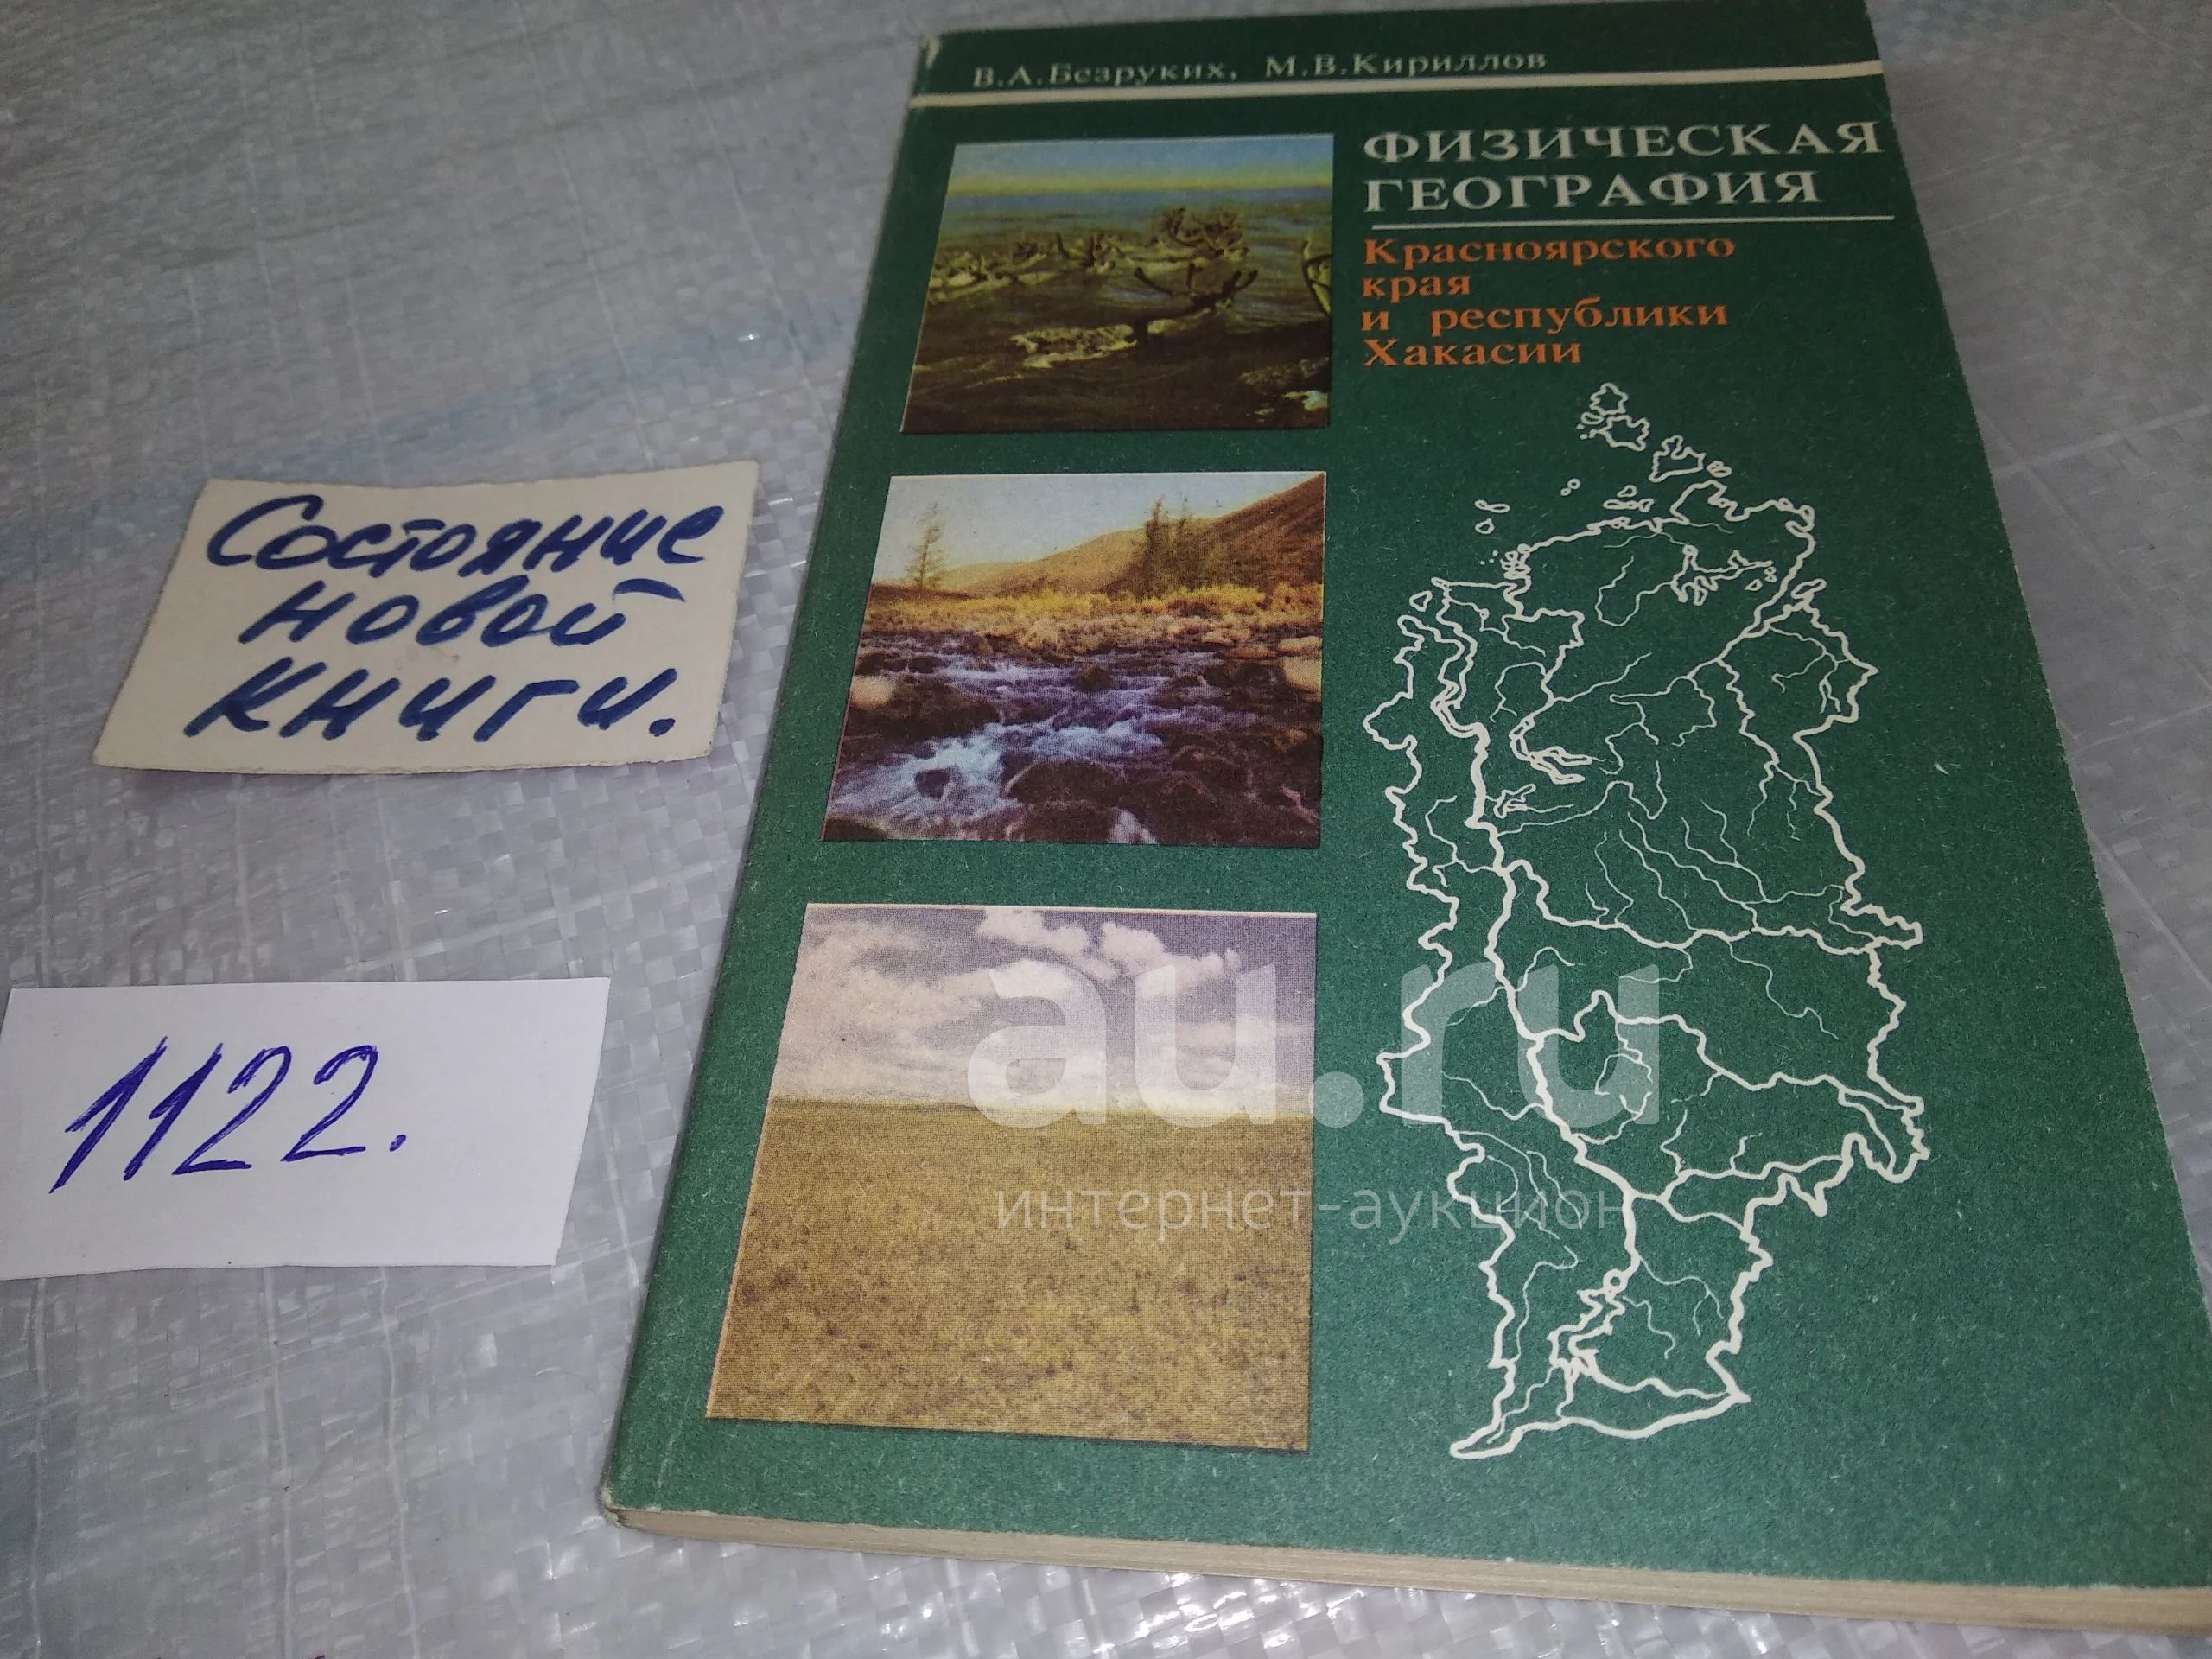 В.А.Безруких, М.В.Кириллов
ФИЗИЧЕСКАЯ
ГЕОГРАФИЯ
Красноярского
края
и республики
Хакасии
Состояние
новой
книги.
1122.
au.ru
интернет-аукцион